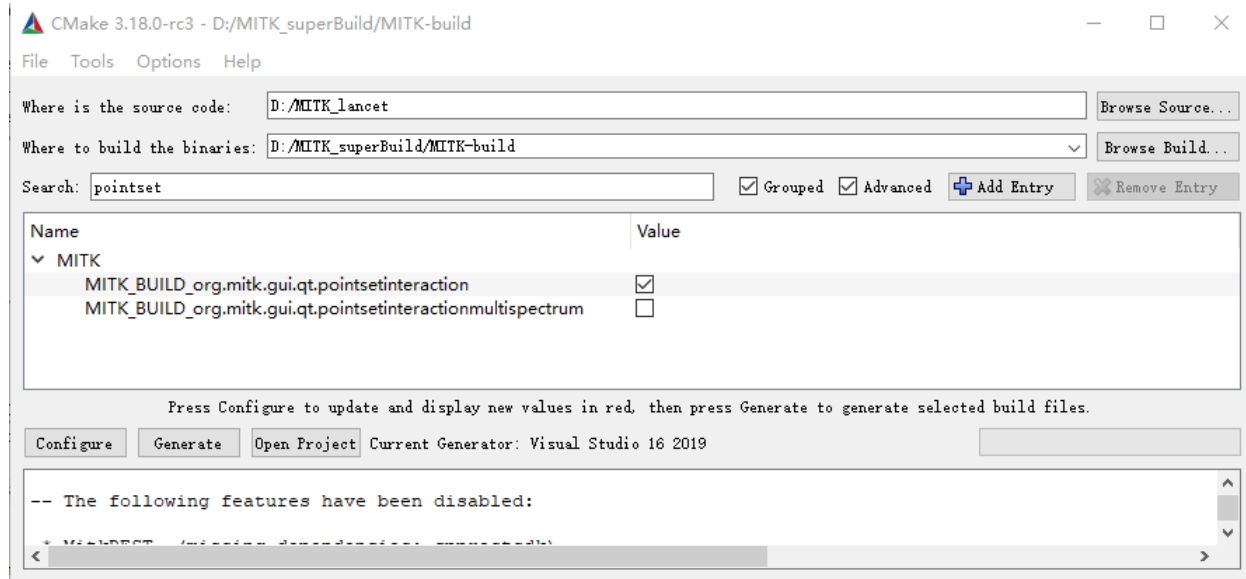 CMake 3.18.0-rc3 - D:/MITK_superBuild/MITK-build
File Tools Options Help
Where is the source code: D:/MITK_lancet Browse Source...
Where to build the binaries: D:/MITK_superBuild/MITK-build Browse Build...
Search: pointset Grouped Advanced Add Entry Remove Entry
Name Value
MITK
MITK_BUILD_org.mitk.gui.qt.pointsetinteraction
MITK_BUILD_org.mitk.gui.qt.pointsetinteractionmultispectrum
Press Configure to update and display new values in red, then press Generate to generate selected build files.
Configure Generate Open Project Current Generator: Visual Studio 16 2019
-- The following features have been disabled: